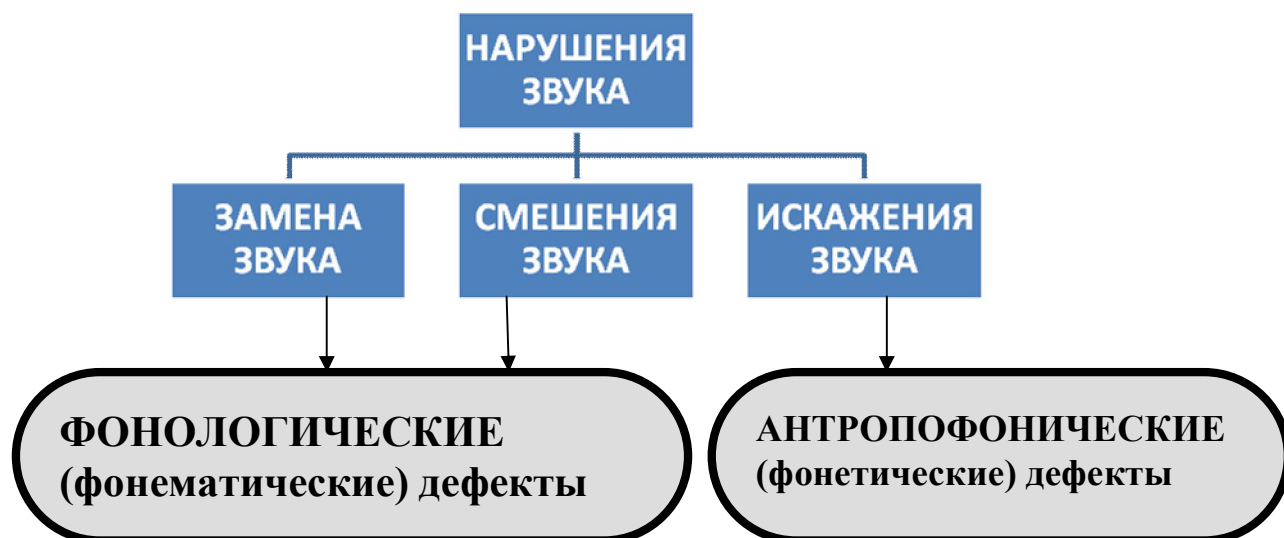 НАРУШЕНИЯ
ЗВУКА
ЗАМЕНА
ЗВУКА
СМЕШЕНИЯ
ЗВУКА
ИСКАЖЕНИЯ
ЗВУКА
ФОНОЛОГИЧЕСКИЕ
(фонематические) дефекты
АНТРОПОФОНИЧЕСКИЕ
(фонетические) дефекты